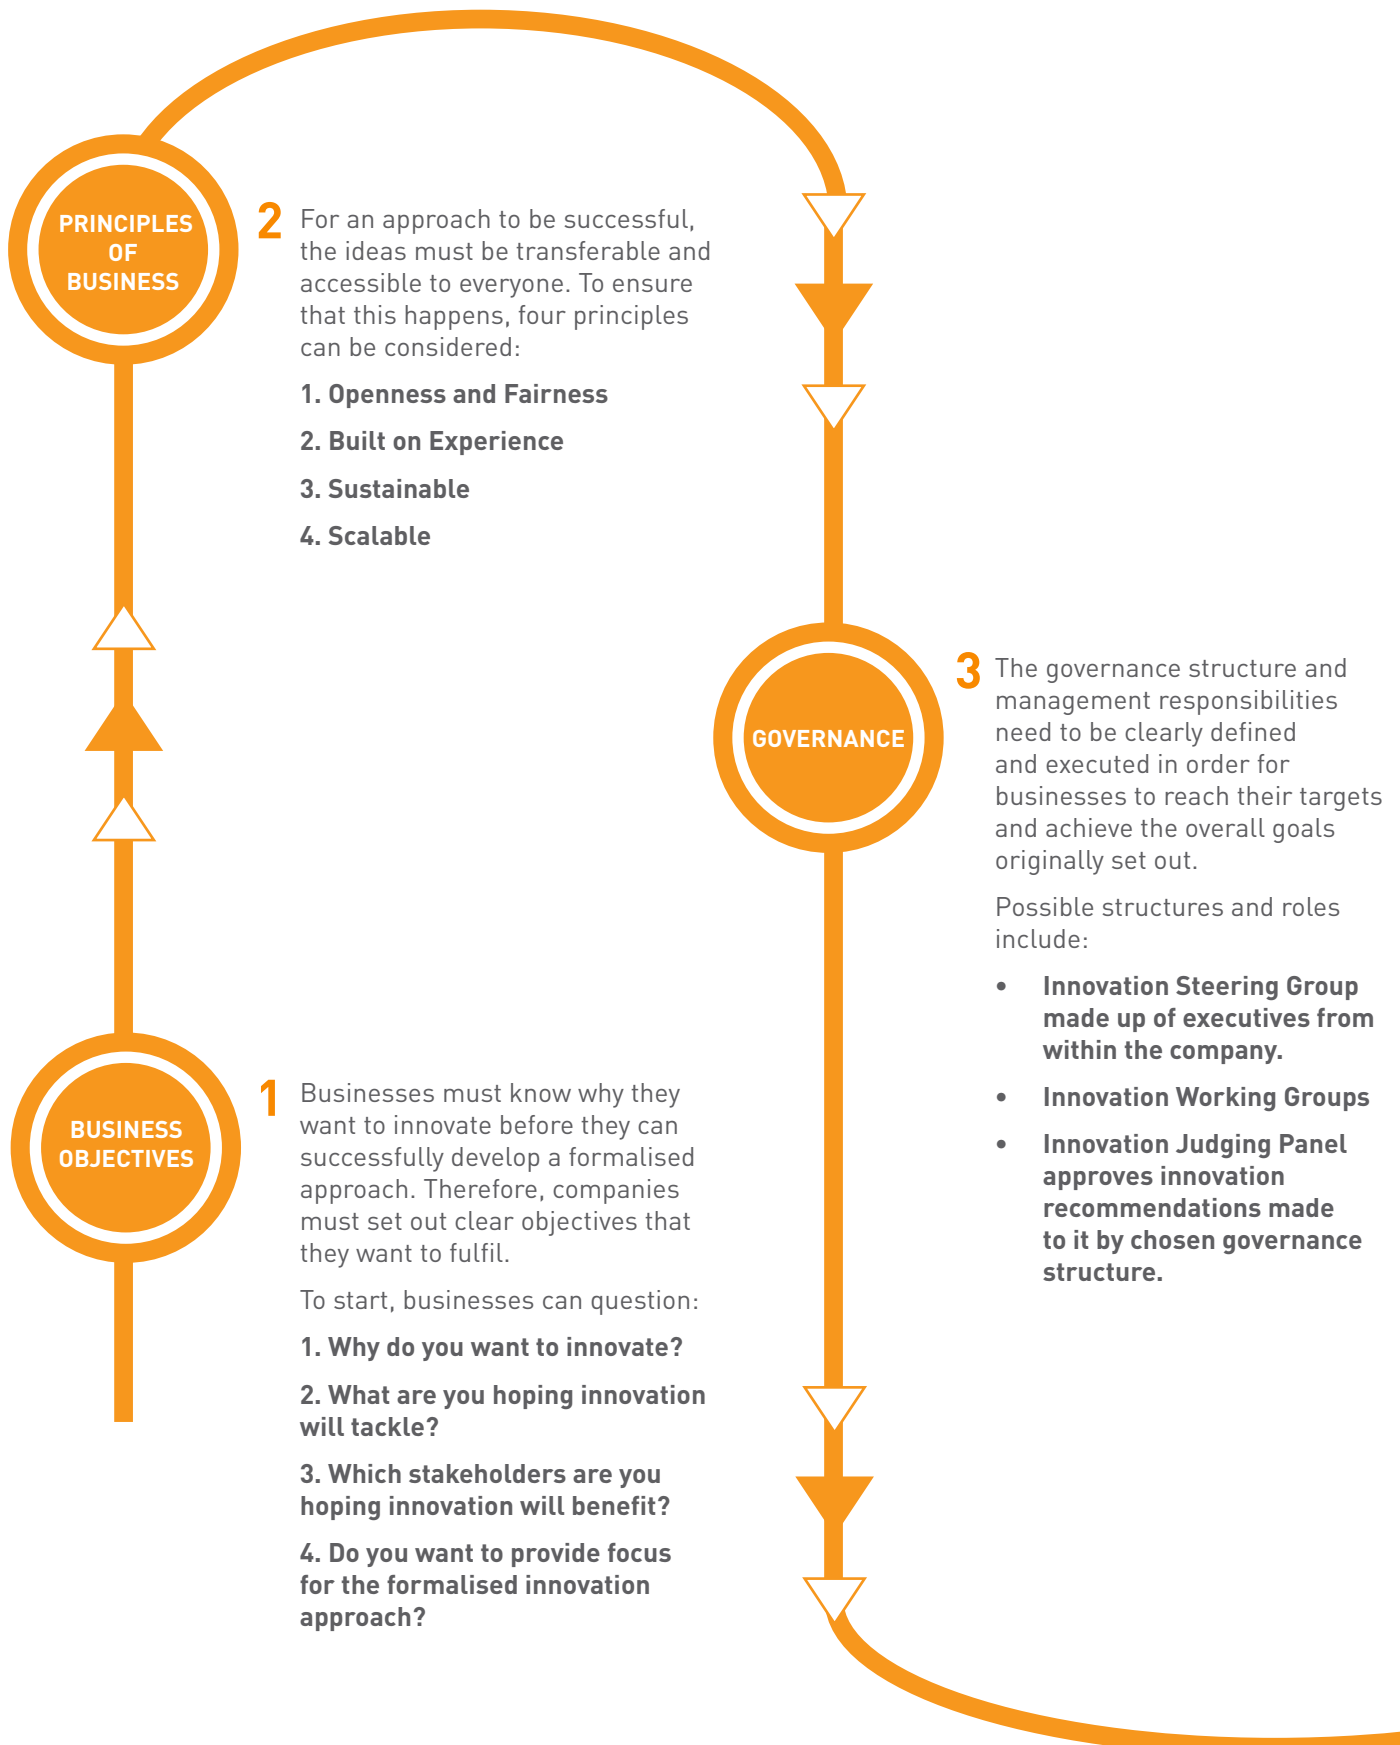 PRINCIPLES
OF
BUSINESS
2
For an approach to be successful,
the ideas must be transferable and
accessible to everyone. To ensure
that this happens, four principles
can be considered:
1. Openness and Fairness
2. Built on Experience
3. Sustainable
4. Scalable
GOVERNANCE
3
The governance structure and
management responsibilities
need to be clearly defined
and executed in order for
businesses to reach their targets
and achieve the overall goals
originally set out.
Possible structures and roles
include:
• Innovation Steering Group
made up of executives from
within the company.
• Innovation Working Groups
• Innovation Judging Panel
approves innovation
recommendations made
to it by chosen governance
structure.
BUSINESS
OBJECTIVES
1
Businesses must know why they
want to innovate before they can
successfully develop a formalised
approach. Therefore, companies
must set out clear objectives that
they want to fulfil.
To start, businesses can question:
1. Why do you want to innovate?
2. What are you hoping innovation
will tackle?
3. Which stakeholders are you
hoping innovation will benefit?
4. Do you want to provide focus
for the formalised innovation
approach?